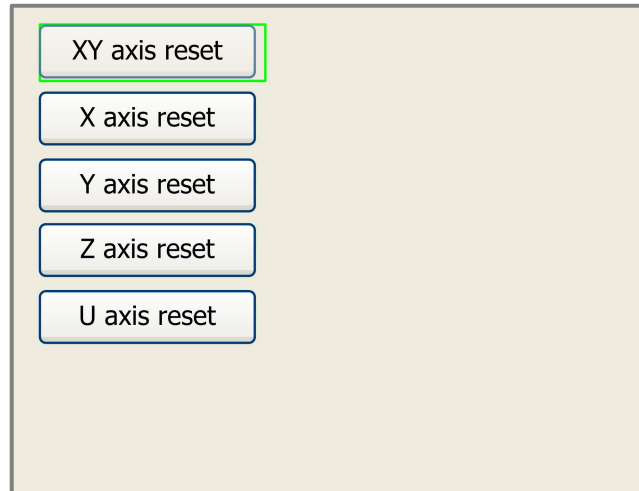 XY axis reset
X axis reset
Y axis reset
Z axis reset
U axis reset